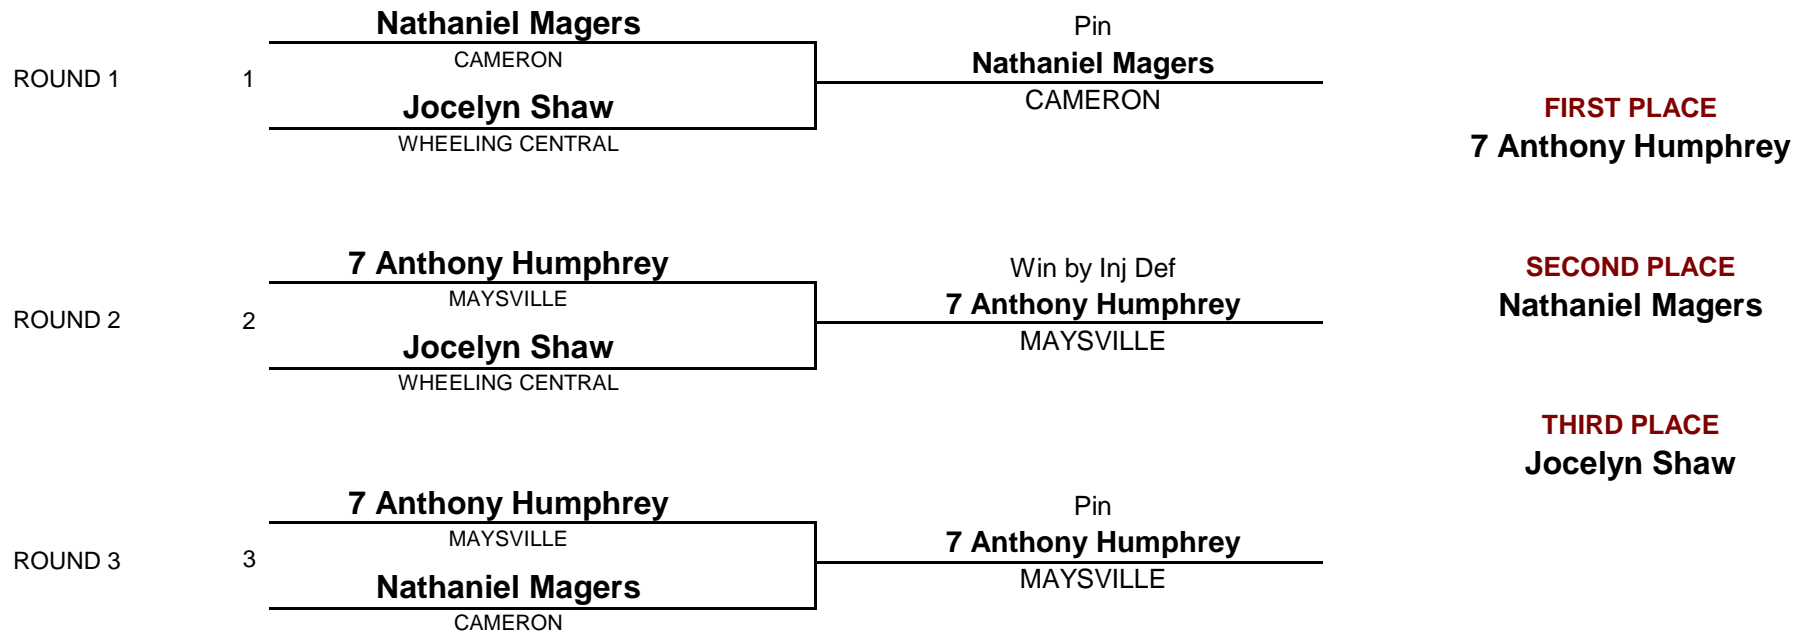 Nathaniel Magers
CAMERON
ROUND 1
1
Jocelyn Shaw
WHEELING CENTRAL
Pin
Nathaniel Magers
CAMERON
FIRST PLACE
7 Anthony Humphrey
7 Anthony Humphrey
MAYSVILLE
ROUND 2
2
Jocelyn Shaw
WHEELING CENTRAL
Win by Inj Def
7 Anthony Humphrey
MAYSVILLE
SECOND PLACE
Nathaniel Magers
THIRD PLACE
Jocelyn Shaw
7 Anthony Humphrey
MAYSVILLE
ROUND 3
3
Nathaniel Magers
CAMERON
Pin
7 Anthony Humphrey
MAYSVILLE